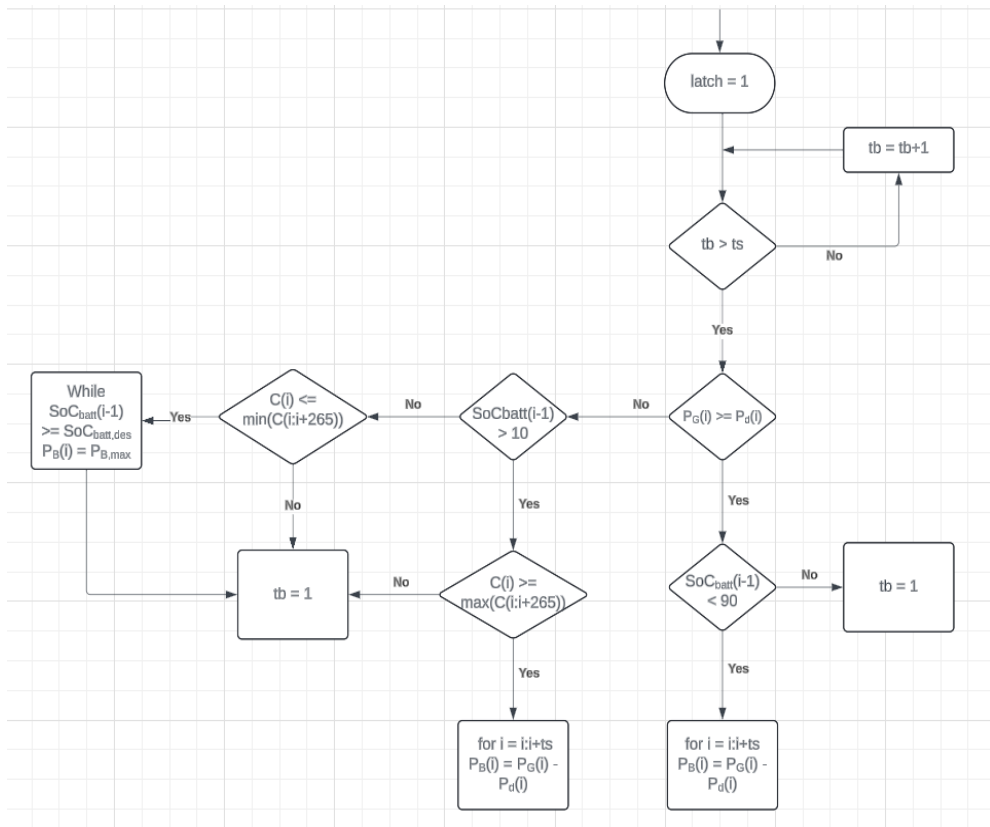 latch = 1
tb = tb+1
tb > ts
No
Yes
While
SoCbatt(i-1)
>= SoCbatt,des
PB(i) = PB,max
Yes
C(i) <=
min(C(i:i+265))
No
SoCbatt(i-1)
> 10
No
PG(i) >= Pd(i)
No
Yes
Yes
tb = 1
No
C(i) >=
max(C(i:i+265))
SoCbatt(i-1)
< 90
No
tb = 1
Yes
Yes
for i = i:i+ts
PB(i) = PG(i) -
Pd(i)
for i = i:i+ts
PB(i) = PG(i) -
Pd(i)